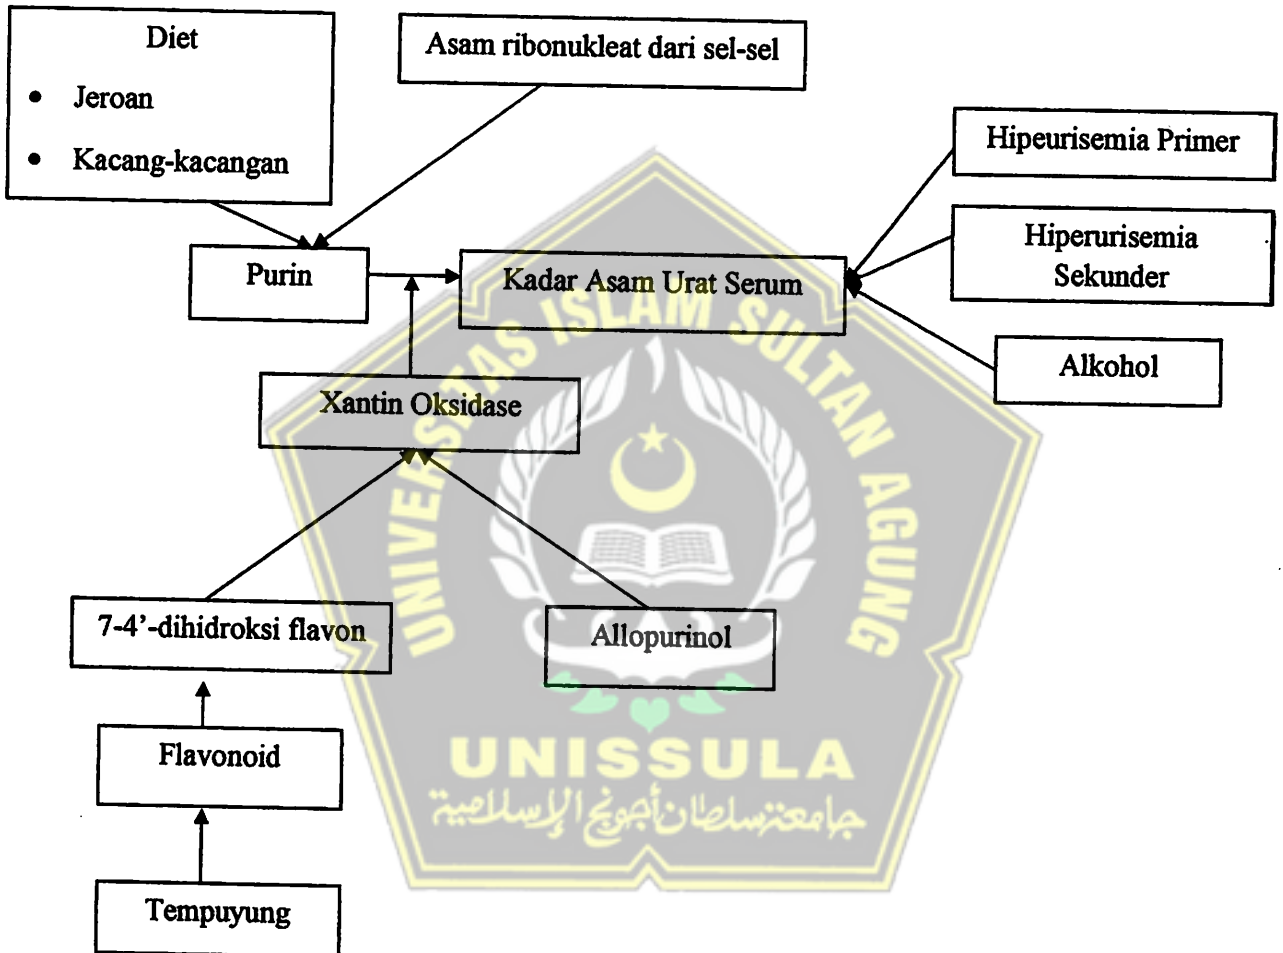 Diet
• Jeroan
• Kacang-kacangan
Asam ribonukleat dari sel-sel
Hipeurisemia Primer
Hiperurisemia
Sekunder
Alkohol
Purin
Kadar Asam Urat Serum
Xantin Oksidase
7-4’-dihidroksi flavon
Allopurinol
Flavonoid
Tempuyung
UNIVERSITAS ISLAM SULTAN AGUNG
UNISSULA
جامعة سلطان أجونج الإسلامية